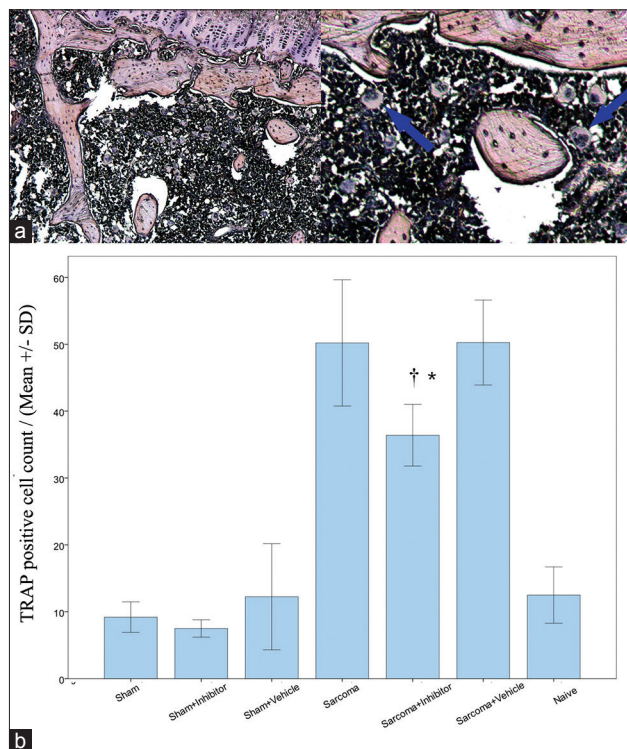 a
TRAP positive cell count / (Mean +/- SD)
60
50
40
30
20
10
0
† *
Sham
Sham+Inhibitor
Sham+Vehicle
Sarcoma
Sarcoma+Inhibitor
Sarcoma+Vehicle
Naive
b